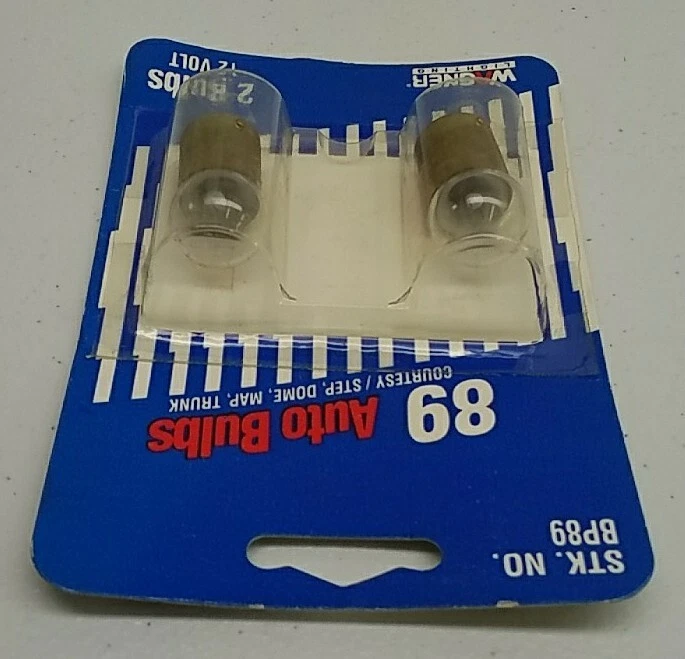 STK. NO.
BP89
89 Auto Bulbs
COURTESY / STEP, DOME, MAP, TRUNK
WAGNER®
LIGHTING
2 Bulbs
12 VOLT